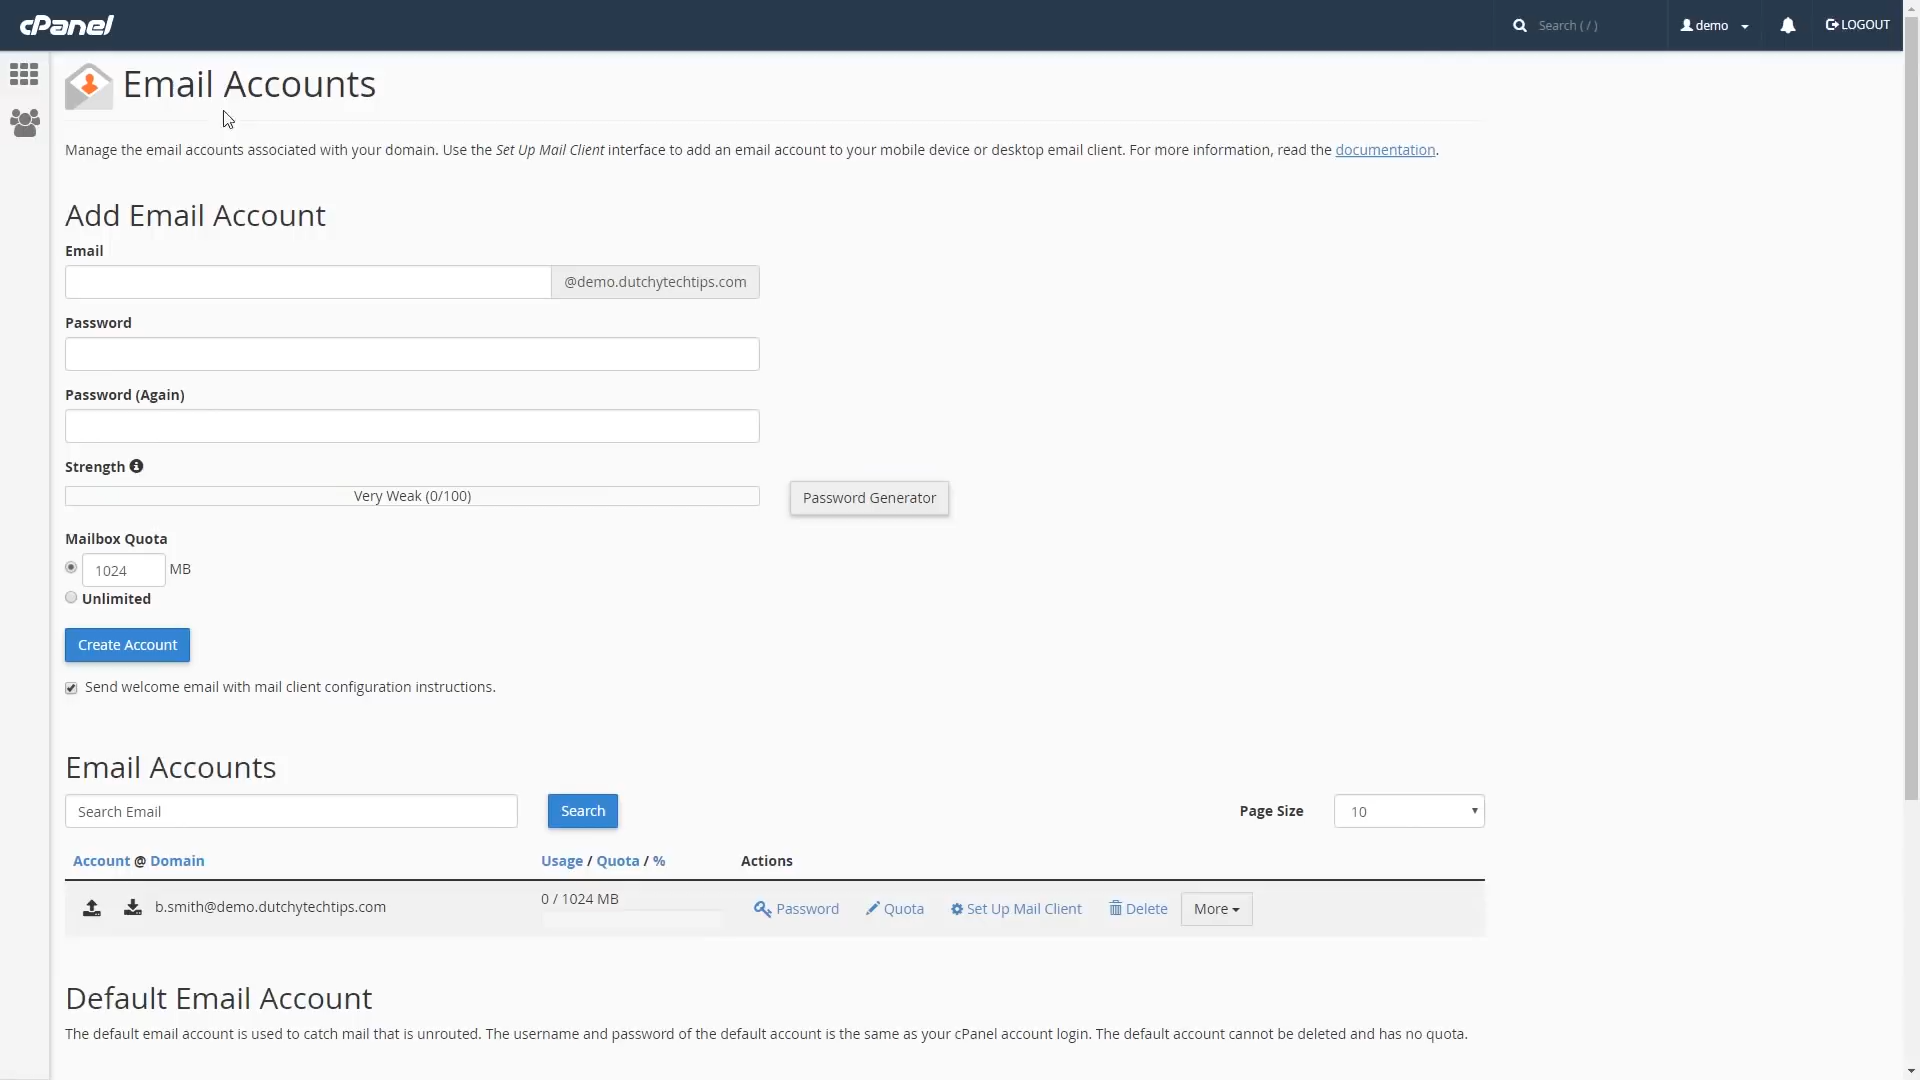 cPanel
Search ( / )
demo
LOGOUT
Email Accounts
Manage the email accounts associated with your domain. Use the Set Up Mail Client interface to add an email account to your mobile device or desktop email client. For more information, read the documentation.
Add Email Account
Email
@demo.dutchytechtips.com
Password
Password (Again)
Strength
Very Weak (0/100)
Password Generator
Mailbox Quota
1024 MB
Unlimited
Create Account
Send welcome email with mail client configuration instructions.
Email Accounts
Search Email
Search
Page Size
10
Account @ Domain
Usage / Quota / %
Actions
b.smith@demo.dutchytechtips.com
0 / 1024 MB
Password
Quota
Set Up Mail Client
Delete
More
Default Email Account
The default email account is used to catch mail that is unrouted. The username and password of the default account is the same as your cPanel account login. The default account cannot be deleted and has no quota.